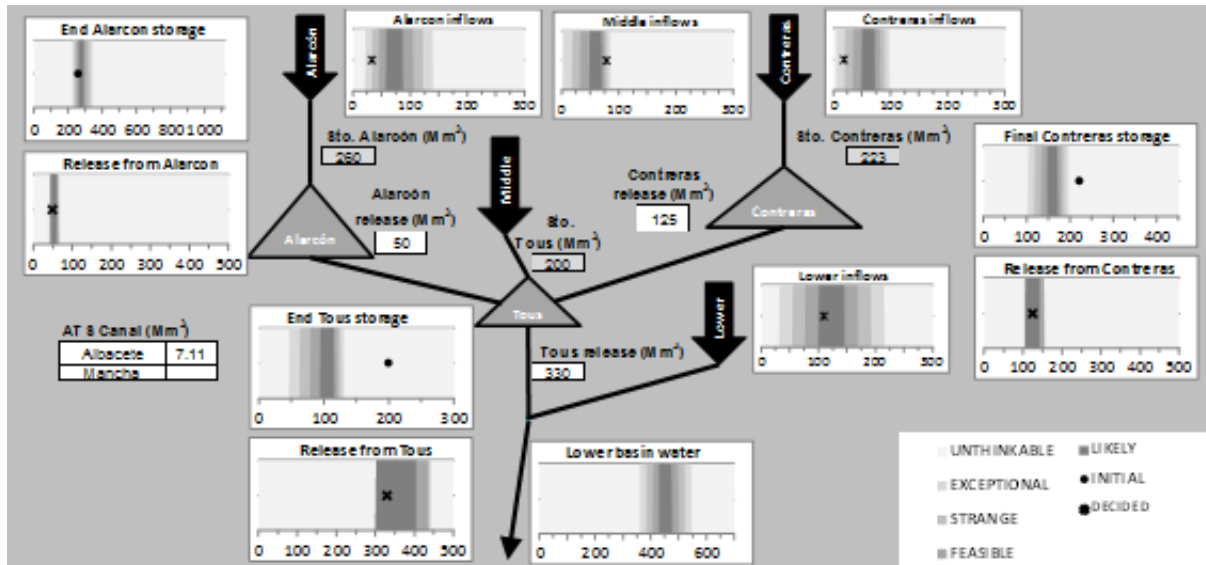 End Alarcon storage
0 260 600 800 1000
Release from Alarcon
0 100 200 300 400 500
Alarcón
Alarcon inflows
0 100 200 300
Middle inflows
0 100 200 300
Contreras
Contreras inflows
0 100 200 300
Sto. Alarcón (Mm³)
260
Alarcón
release (Mm³)
50
Alarcón
Middle
Sto.
Tous (Mm³)
200
Tous
Contreras
release (Mm³)
125
Sto. Contreras (Mm³)
223
Contreras
Final Contreras storage
0 100 200 300 400
Release from Contreras
0 100 200 300 400 500
Lower inflows
0 100 200 300
Lower
AT S Canal (Mm³)
Albacete 7.11
Mancha
End Tous storage
0 100 200 300
Tous release (Mm³)
330
Release from Tous
0 100 200 300 400 500
Lower basin water
0 200 400 600
UNTHINKABLE
EXCEPTIONAL
STRANGE
FEASIBLE
LIKELY
INITIAL
DECIDED